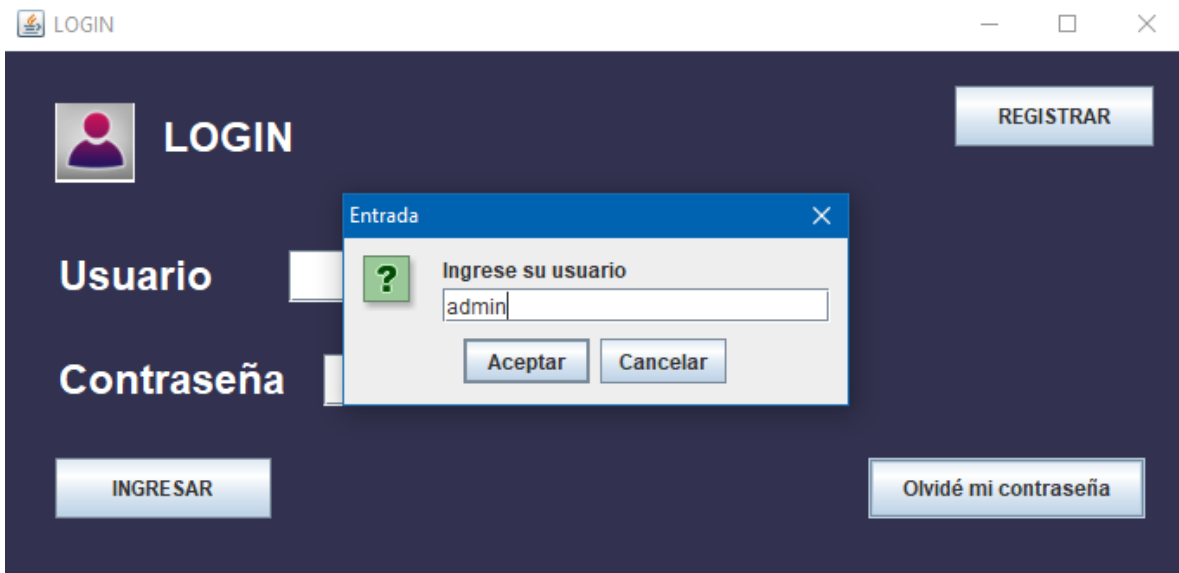 LOGIN
REGISTRAR
LOGIN
Entrada
Ingrese su usuario
admin
Aceptar Cancelar
Usuario
Contraseña
INGRESAR
Olvidé mi contraseña